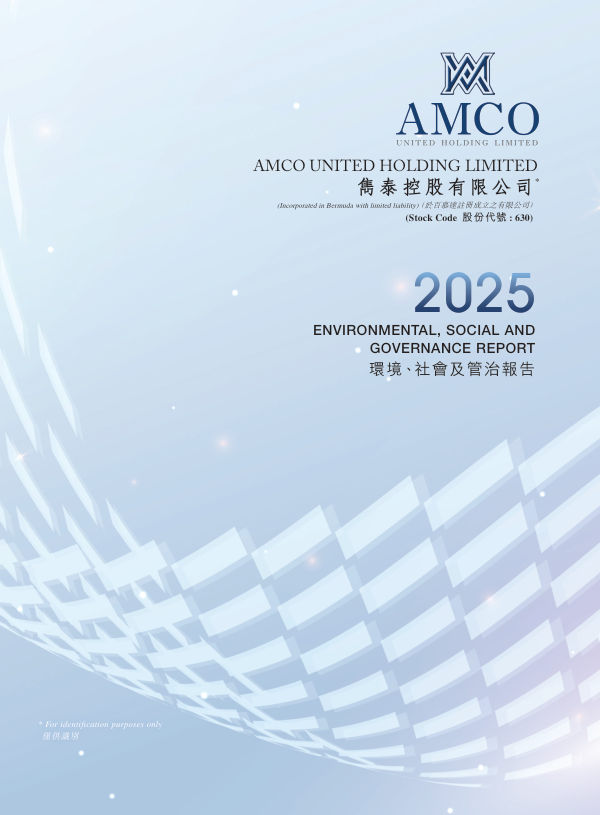 AMCO
UNITED HOLDING LIMITED
AMCO UNITED HOLDING LIMITED
雋泰控股有限公司*
(Incorporated in Bermuda with limited liability) (於百慕達註冊成立之有限公司)
(Stock Code 股份代號 : 630)
2025
ENVIRONMENTAL, SOCIAL AND
GOVERNANCE REPORT
環境、社會及管治報告
* For identification purposes only
僅供識別